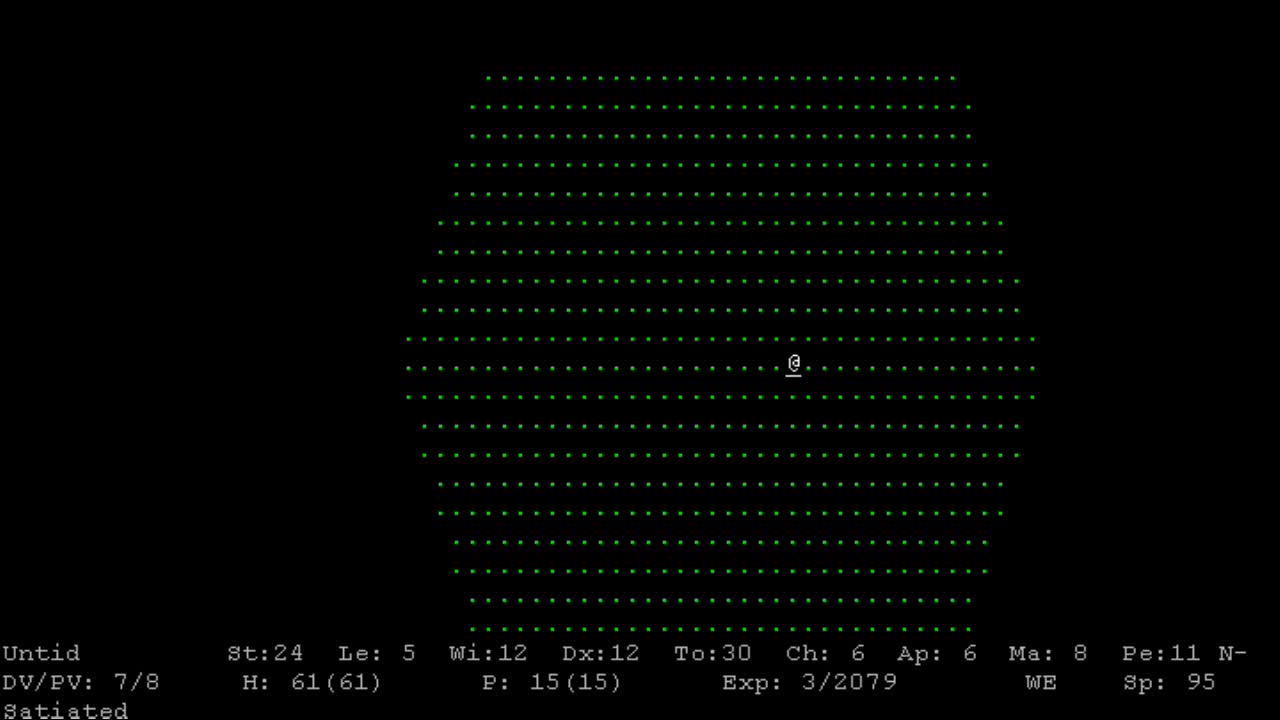 @
Untid St:24 Le: 5 Wi:12 Dx:12 To:30 Ch: 6 Ap: 6 Ma: 8 Pe:11 N-
DV/PV: 7/8 H: 61(61) P: 15(15) Exp: 3/2079 WE Sp: 95
Satiated